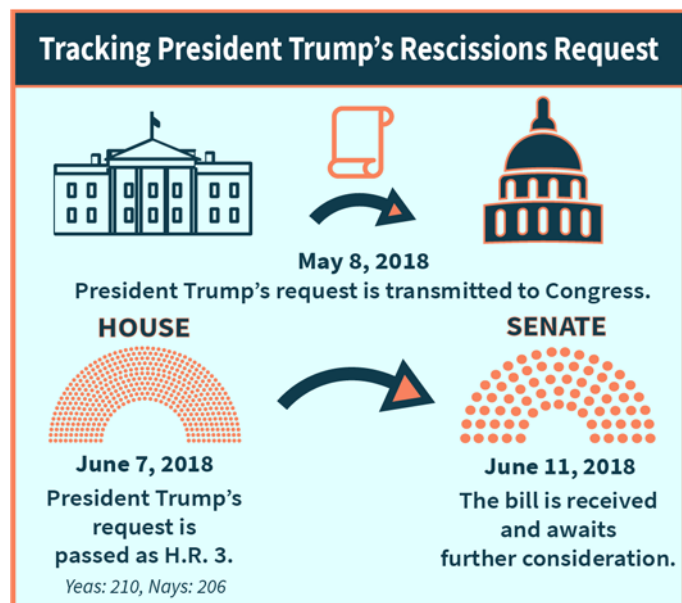 Tracking President Trump's Rescissions Request
May 8, 2018
President Trump's request is transmitted to Congress.
HOUSE
June 7, 2018
President Trump's
request is
passed as H.R. 3.
Yeas: 210, Nays: 206
SENATE
June 11, 2018
The bill is received
and awaits
further consideration.